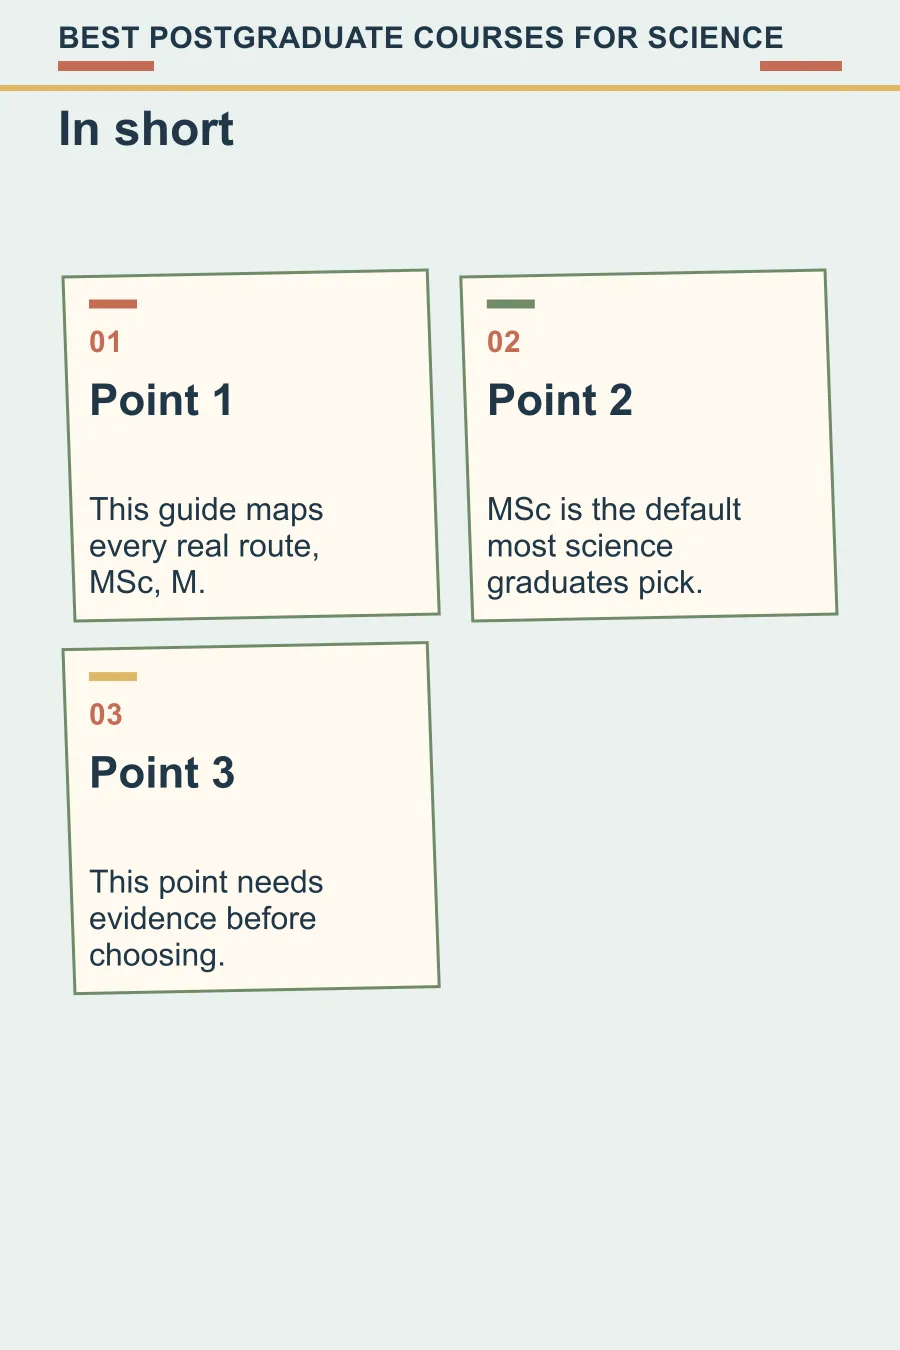 BEST POSTGRADUATE COURSES FOR SCIENCE
In short
01
Point 1
This guide maps
every real route,
MSc, M.
02
Point 2
MSc is the default
most science
graduates pick.
03
Point 3
This point needs
evidence before
choosing.